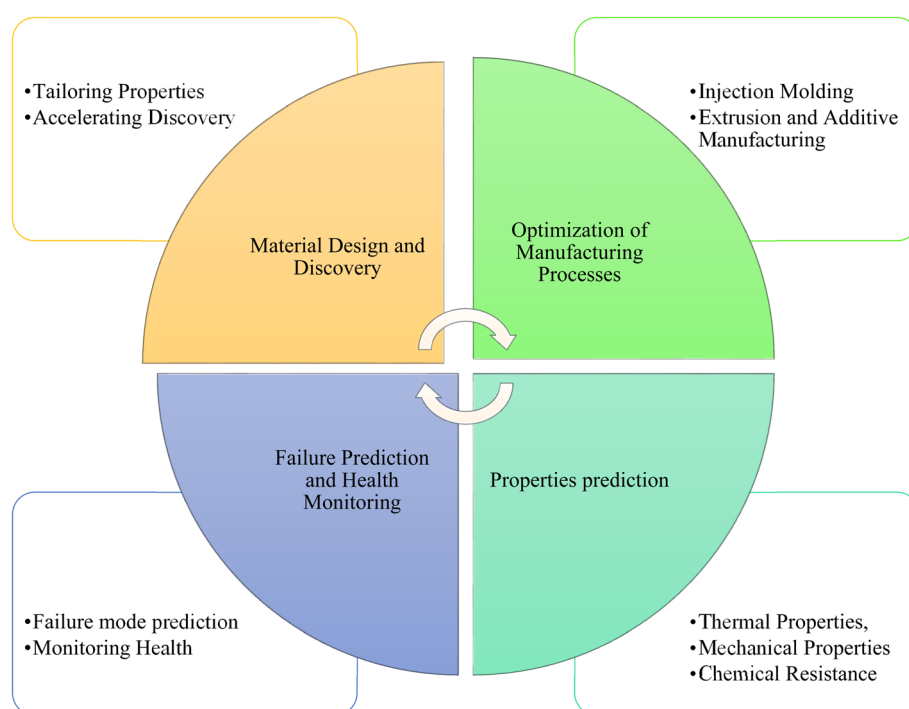 •Tailoring Properties
•Accelerating Discovery
•Injection Molding
•Extrusion and Additive
Manufacturing
Material Design and
Discovery
Optimization of
Manufacturing
Processes
Failure Prediction
and Health
Monitoring
Properties prediction
•Failure mode prediction
•Monitoring Health
•Thermal Properties,
•Mechanical Properties
•Chemical Resistance